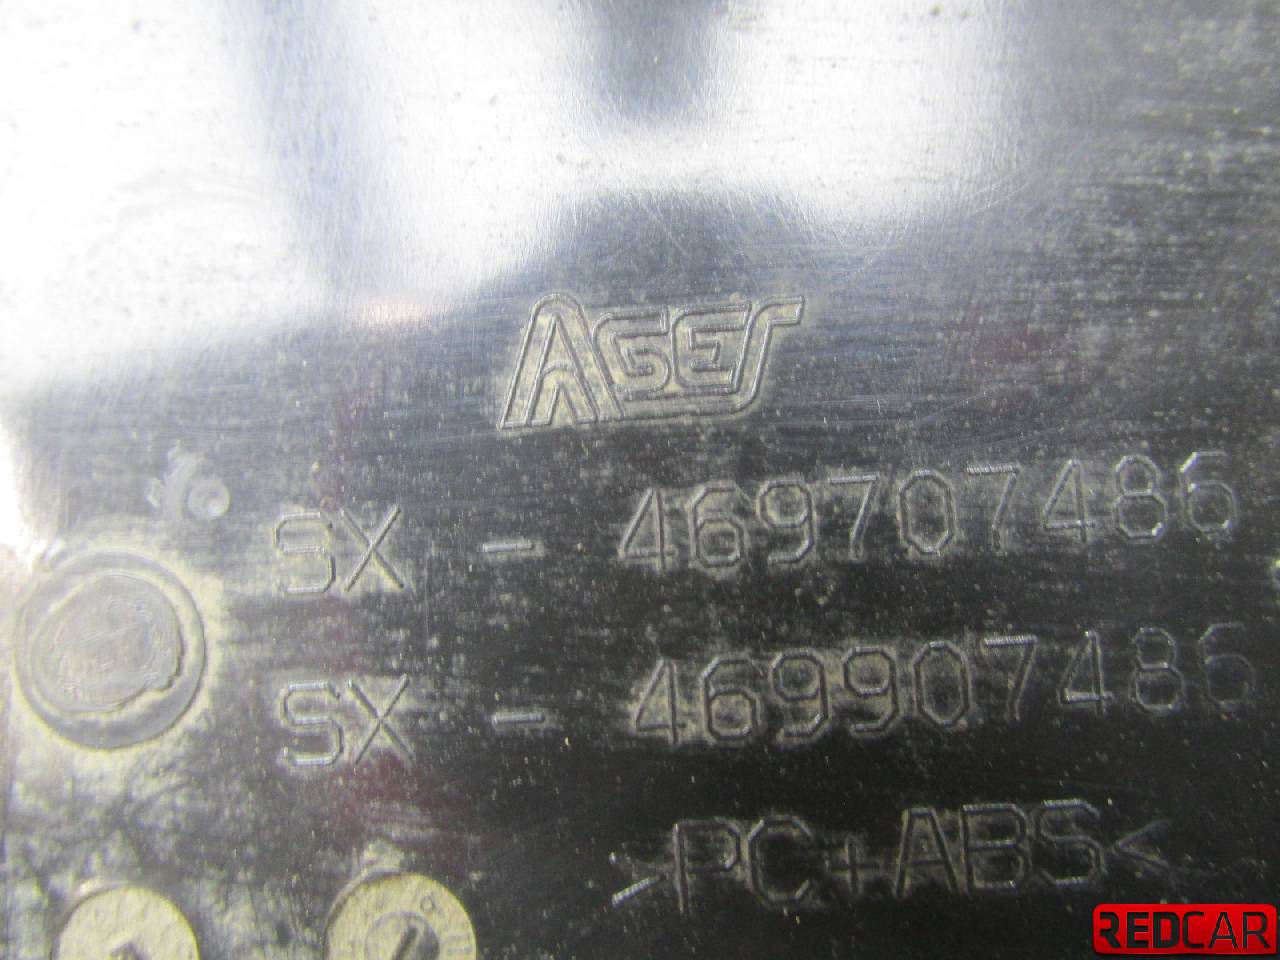 AGES
SX - 469707486
SX - 469907486
>PC+ABS<
REDCAR